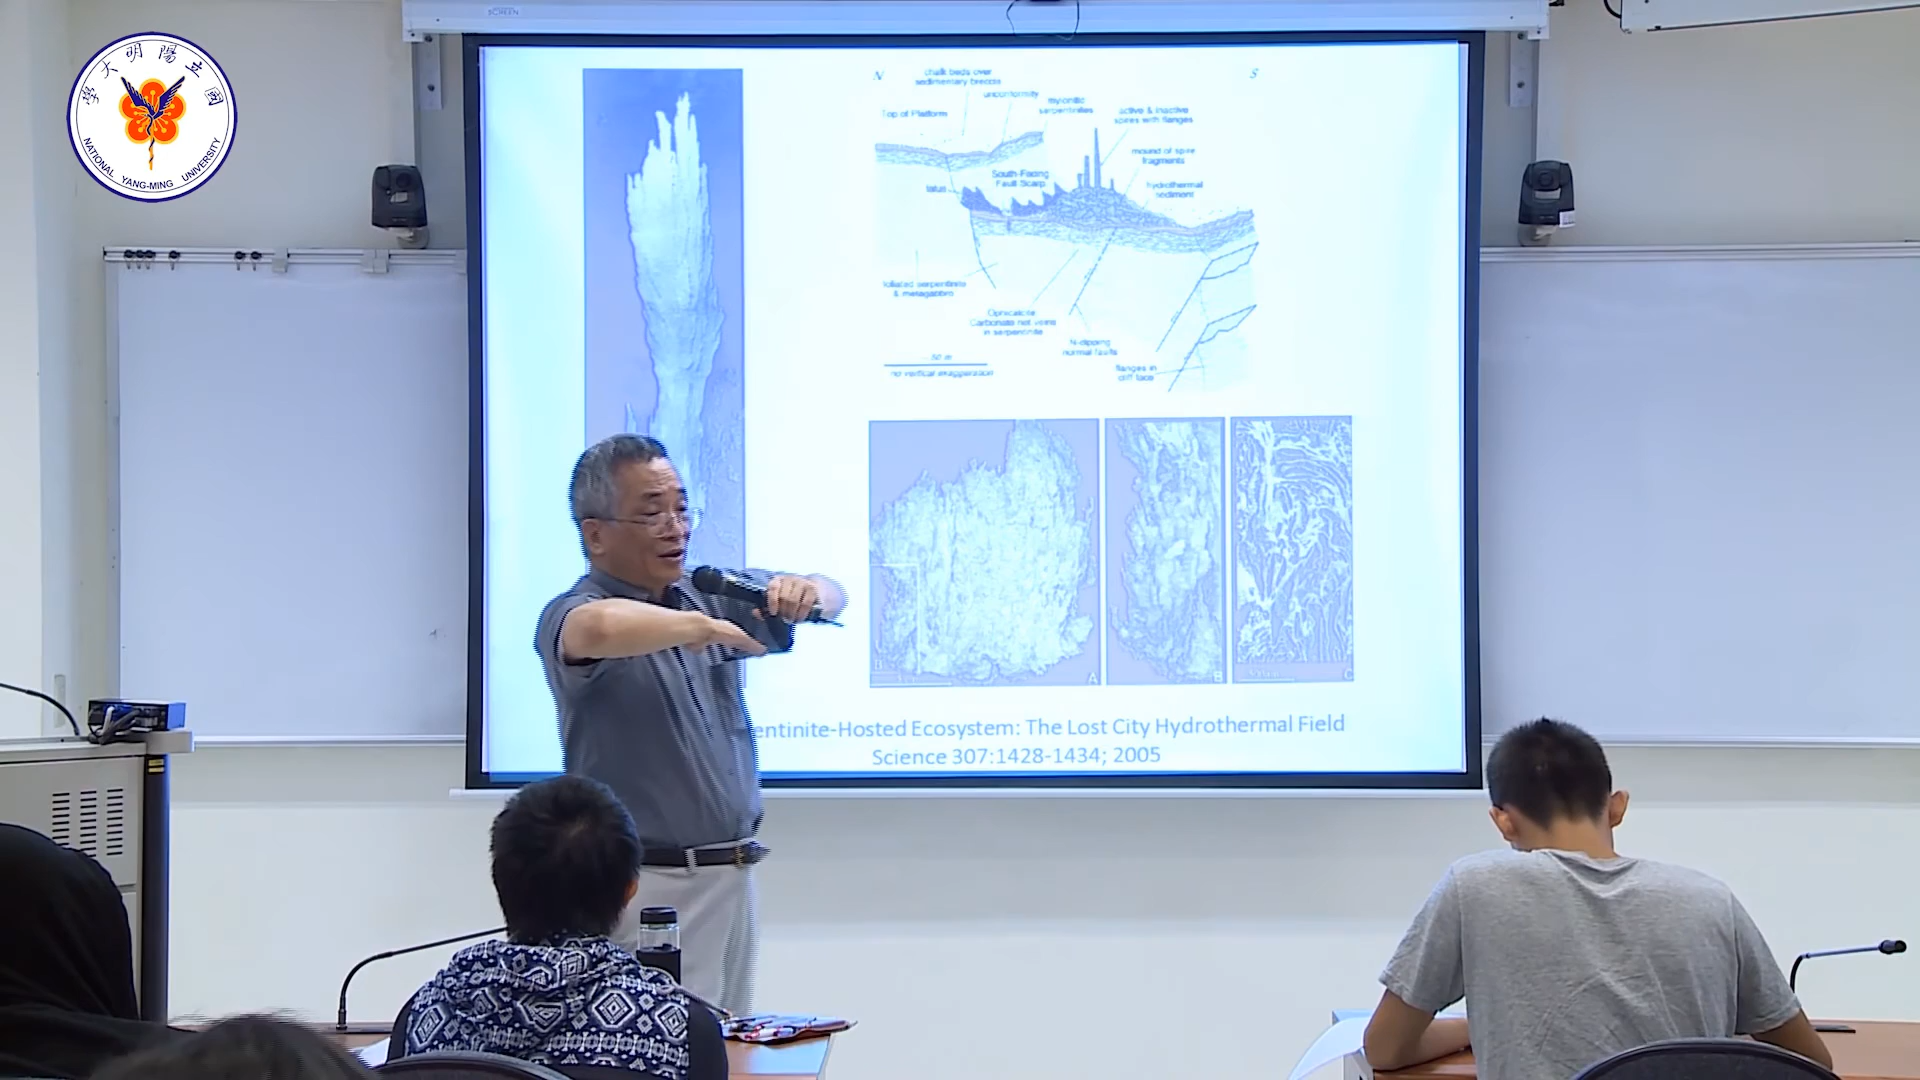 國立陽明大學
NATIONAL YANG-MING UNIVERSITY
SCREEN
N
S
chalk beds over
sedimentary breccia
unconformity
mylonitic
serpentinites
Top of Platform
active & inactive
spires with flanges
mound of spire
fragments
South-Facing
Fault Scarp
talus
hydrothermal
sediment
foliated serpentinite
& metagabbro
Ophicalcite
Carbonate net veins
in serpentinite
N-dipping
normal faults
flanges in
cliff face
50 m
no vertical exaggeration
B
A
B
C
entinite-Hosted Ecosystem: The Lost City Hydrothermal Field
Science 307:1428-1434; 2005